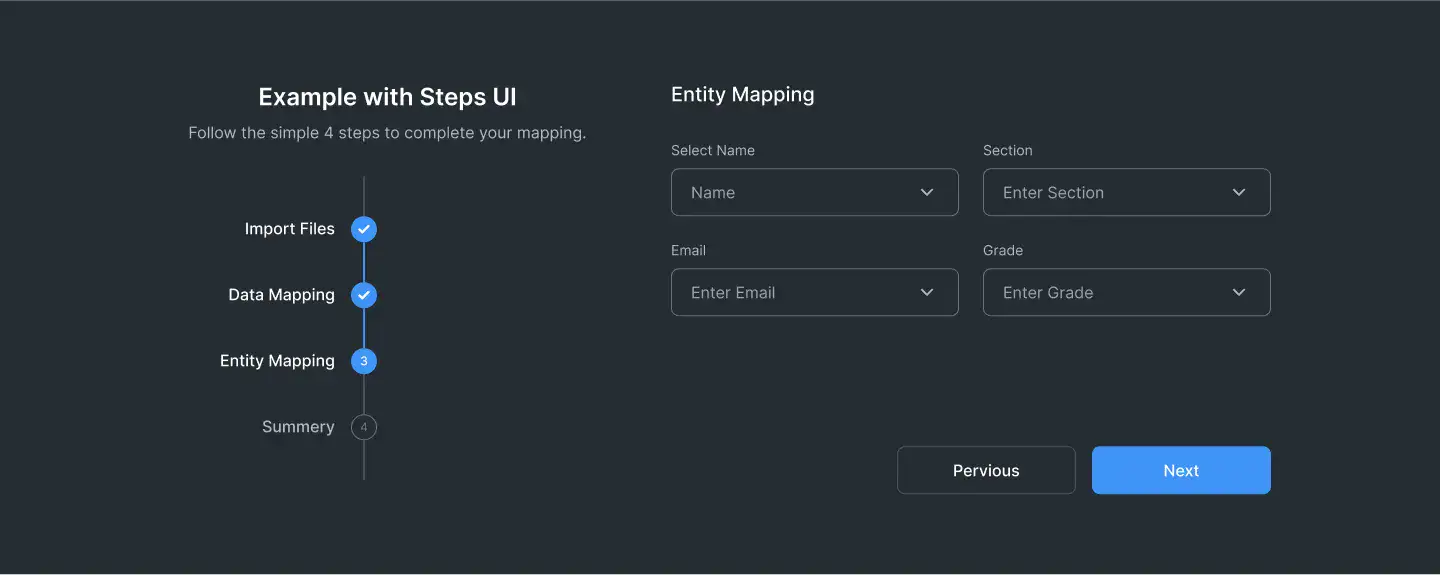 Example with Steps UI
Follow the simple 4 steps to complete your mapping.
Import Files
Data Mapping
Entity Mapping 3
Summery 4
Entity Mapping
Select Name
Name
Section
Enter Section
Email
Enter Email
Grade
Enter Grade
Pervious
Next